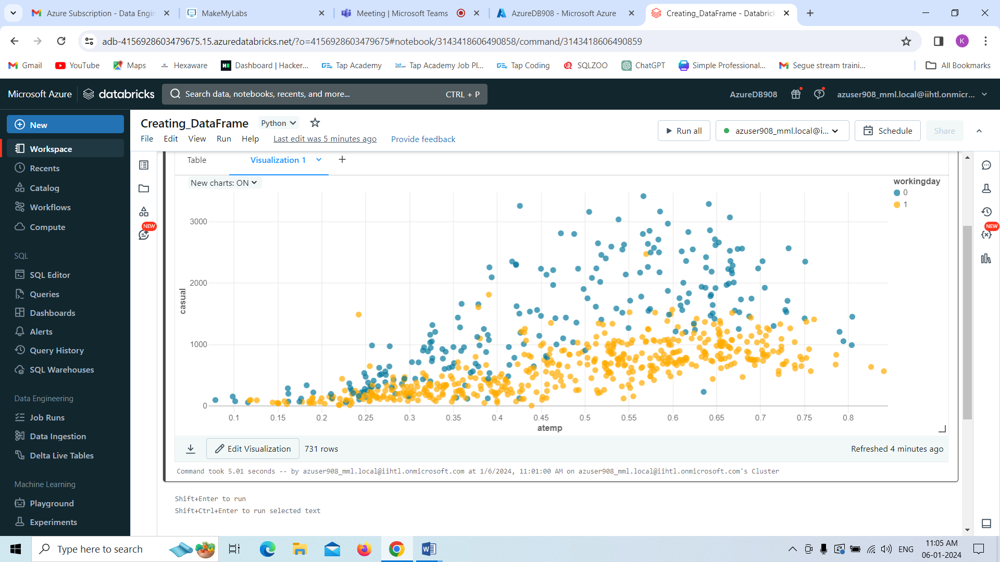 Azure Subscription - Data Engin
MakeMyLabs
Meeting | Microsoft Teams
AzureDB908 - Microsoft Azure
Creating_DataFrame - Databrick
adb-4156928603479675.15.azuredatabricks.net/?o=4156928603479675#notebook/3143418606490858/command/3143418606490859
K
Gmail
YouTube
Maps
Hexaware
Dashboard | Hacker...
Tap Academy
Tap Academy Job Pl...
Tap Coding
SQLZOO
ChatGPT
Simple Professional...
Segue stream traini...
All Bookmarks
Microsoft Azure
databricks
Search data, notebooks, recents, and more...
CTRL + P
AzureDB908
azuser908_mml.local@iihtl.onmicr...
New
Workspace
Recents
Catalog
Workflows
Compute
SQL
SQL Editor
Queries
Dashboards
Alerts
Query History
SQL Warehouses
Data Engineering
Job Runs
Data Ingestion
Delta Live Tables
Machine Learning
Playground
Experiments
Creating_DataFrame
Python
File
Edit
View
Run
Help
Last edit was 5 minutes ago
Provide feedback
Run all
azuser908_mml.local@i...
Schedule
Share
NEW
NEW
Table
Visualization 1
New charts: ON
workingday
0
1
3000
2000
1000
0
casual
0.1
0.15
0.2
0.25
0.3
0.35
0.4
0.45
0.5
0.55
0.6
0.65
0.7
0.75
0.8
atemp
Edit Visualization
731 rows
Refreshed 4 minutes ago
Command took 5.01 seconds -- by azuser908_mml.local@iihtl.onmicrosoft.com at 1/6/2024, 11:01:00 AM on azuser908_mml.local@iihtl.onmicrosoft.com's Cluster
Shift+Enter to run
Shift+Ctrl+Enter to run selected text
Type here to search
ENG
11:05 AM
06-01-2024